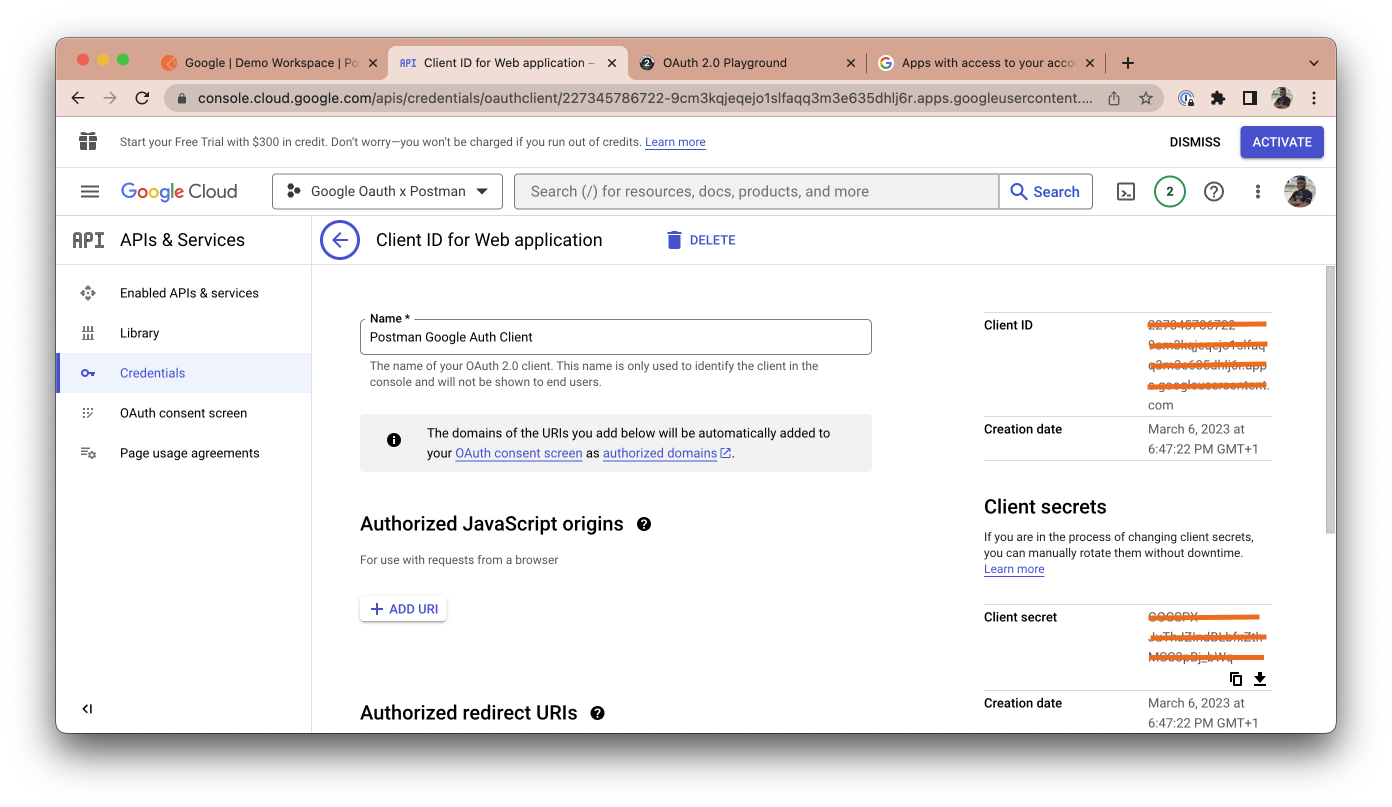 Google | Demo Workspace | Po
Client ID for Web application –
OAuth 2.0 Playground
Apps with access to your acco
console.cloud.google.com/apis/credentials/oauthclient/227345786722-9cm3kqjeqejo1slfaqq3m3e635dhlj6r.apps.googleusercontent....
Start your Free Trial with $300 in credit. Don't worry—you won't be charged if you run out of credits. Learn more
DISMISS
ACTIVATE
Google Cloud
Google Oauth x Postman
Search (/) for resources, docs, products, and more
Search
2
API APIs & Services
Client ID for Web application
DELETE
Enabled APIs & services
Library
Credentials
OAuth consent screen
Page usage agreements
Name *
Postman Google Auth Client
The name of your OAuth 2.0 client. This name is only used to identify the client in the
console and will not be shown to end users.
The domains of the URIs you add below will be automatically added to
your OAuth consent screen as authorized domains.
Authorized JavaScript origins
For use with requests from a browser
+ ADD URI
Authorized redirect URIs
Client ID
com
Creation date
March 6, 2023 at
6:47:22 PM GMT+1
Client secrets
If you are in the process of changing client secrets,
you can manually rotate them without downtime.
Learn more
Client secret
Creation date
March 6, 2023 at
6:47:22 PM GMT+1